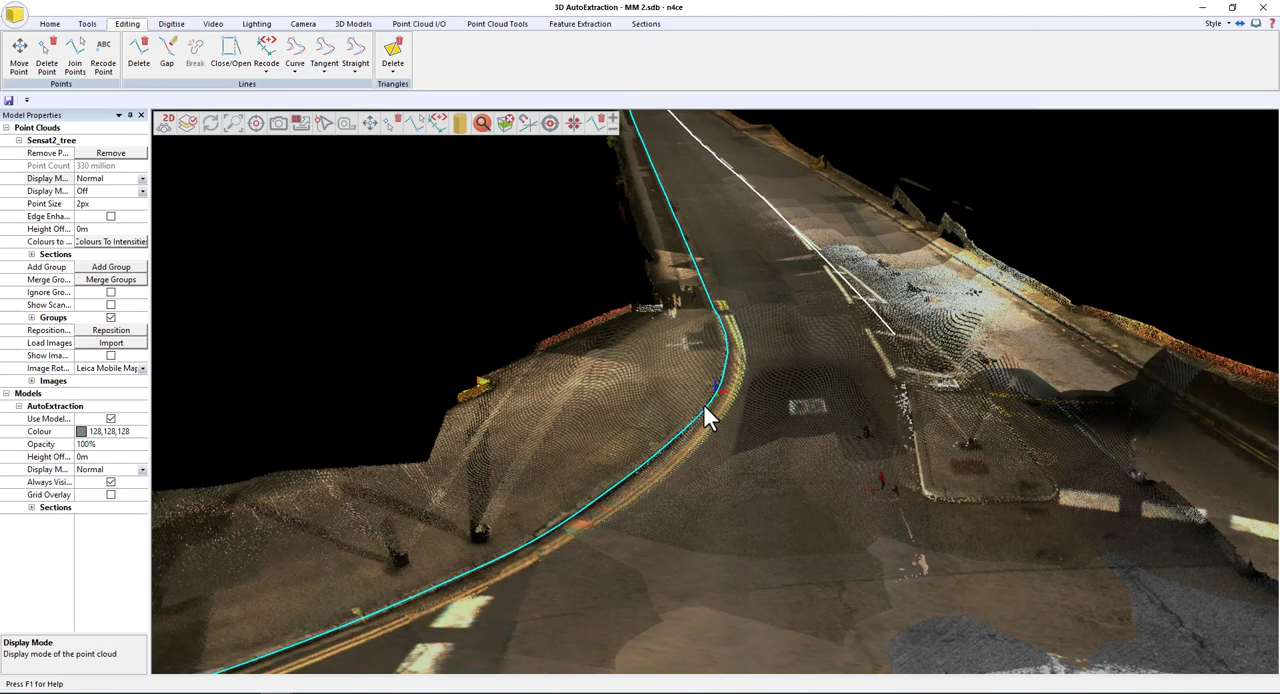 3D AutoExtraction - MM 2.sdb - n4ce
Home Tools Editing Digitise Video Lighting Camera 3D Models Point Cloud I/O Point Cloud Tools Feature Extraction Sections Style
Move Point Delete Point Join Points ABC Recode Point Delete Gap Break Close/Open Recode Curve Tangent Straight Delete
Points Lines Triangles
Model Properties
2D
Point Clouds
Sensat2_tree
Remove P... Remove
Point Count 330 million
Display M... Normal
Display M... Off
Point Size 2px
Edge Enha...
Height Off... 0m
Colours to ... Colours To Intensities
Sections
Add Group Add Group
Merge Gro... Merge Groups
Ignore Gro...
Show Scan...
Groups
Reposition... Reposition
Load Images Import
Show Ima...
Image Rot... Leica Mobile Map
Images
Models
AutoExtraction
Use Model...
Colour 128,128,128
Opacity 100%
Height Off... 0m
Display M... Normal
Always Visi...
Grid Overlay
Sections
Display Mode
Display mode of the point cloud
Press F1 for Help